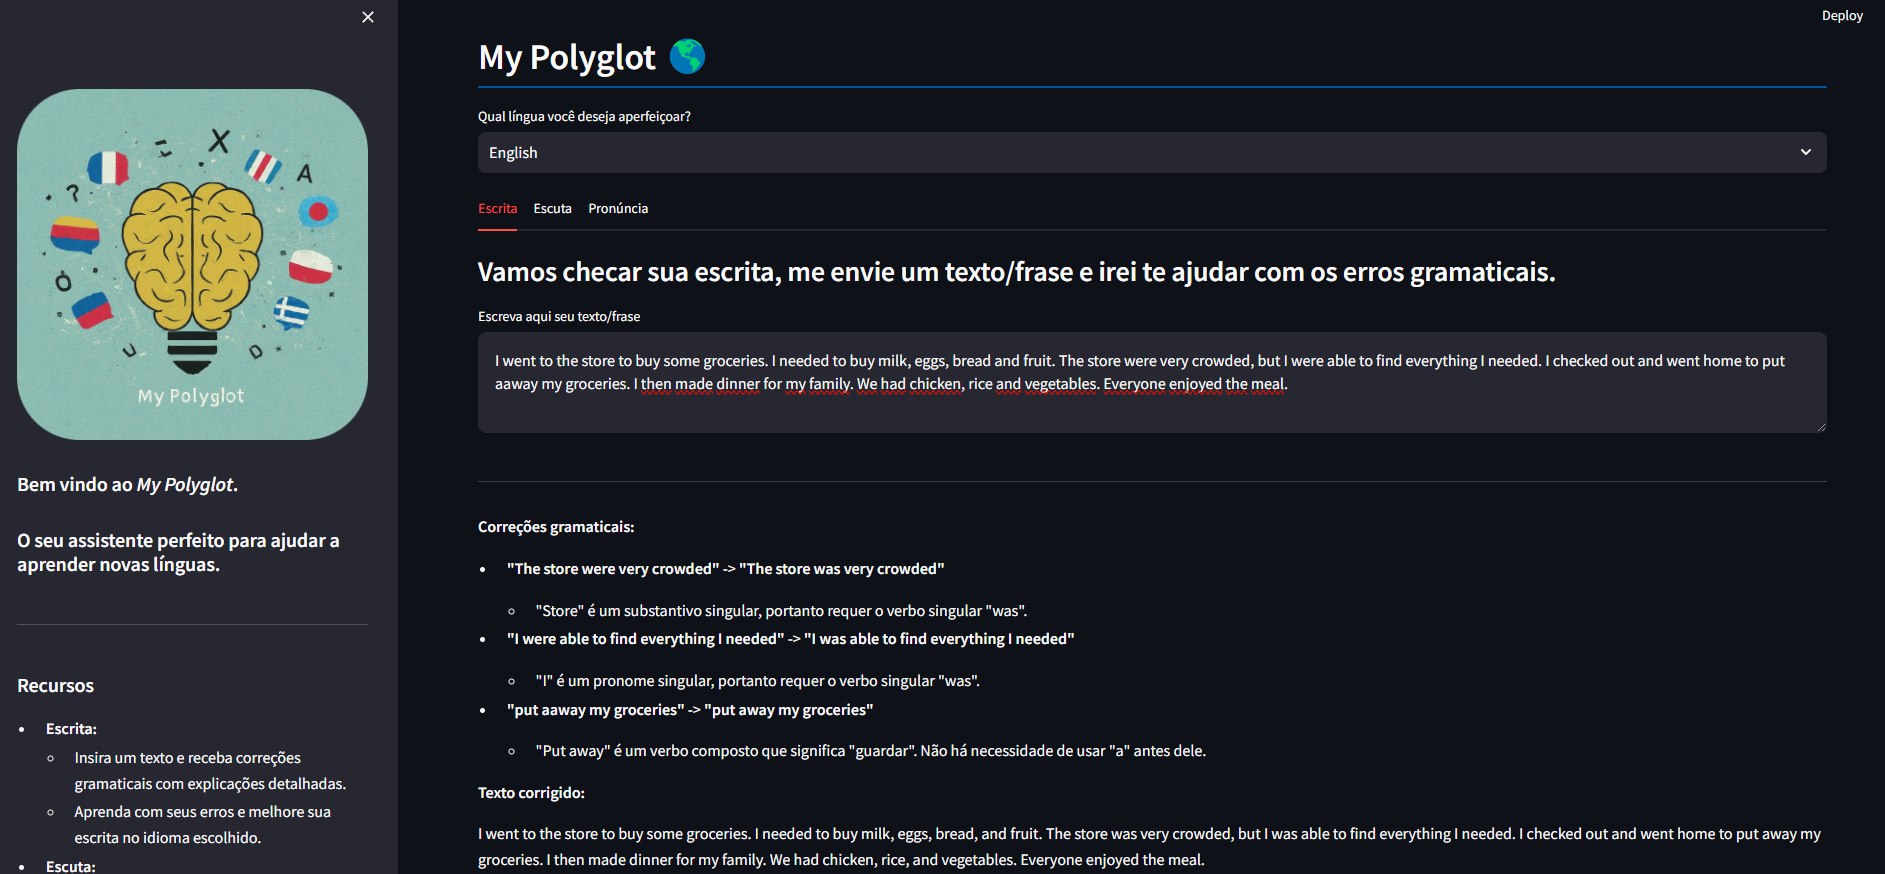 My Polyglot
Bem vindo ao My Polyglot.
O seu assistente perfeito para ajudar a
aprender novas línguas.
Recursos
Escrita:
Insira um texto e receba correções
gramaticais com explicações detalhadas.
Aprenda com seus erros e melhore sua
escrita no idioma escolhido.
Escuta:
Deploy
My Polyglot
Qual língua você deseja aperfeiçoar?
English
Escrita Escuta Pronúncia
Vamos checar sua escrita, me envie um texto/frase e irei te ajudar com os erros gramaticais.
Escreva aqui seu texto/frase
I went to the store to buy some groceries. I needed to buy milk, eggs, bread and fruit. The store were very crowded, but I were able to find everything I needed. I checked out and went home to put
aaway my groceries. I then made dinner for my family. We had chicken, rice and vegetables. Everyone enjoyed the meal.
Correções gramaticais:
"The store were very crowded" -> "The store was very crowded"
"Store" é um substantivo singular, portanto requer o verbo singular "was".
"I were able to find everything I needed" -> "I was able to find everything I needed"
"I" é um pronome singular, portanto requer o verbo singular "was".
"put aaway my groceries" -> "put away my groceries"
"Put away" é um verbo composto que significa "guardar". Não há necessidade de usar "a" antes dele.
Texto corrigido:
I went to the store to buy some groceries. I needed to buy milk, eggs, bread, and fruit. The store was very crowded, but I was able to find everything I needed. I checked out and went home to put away my
groceries. I then made dinner for my family. We had chicken, rice, and vegetables. Everyone enjoyed the meal.